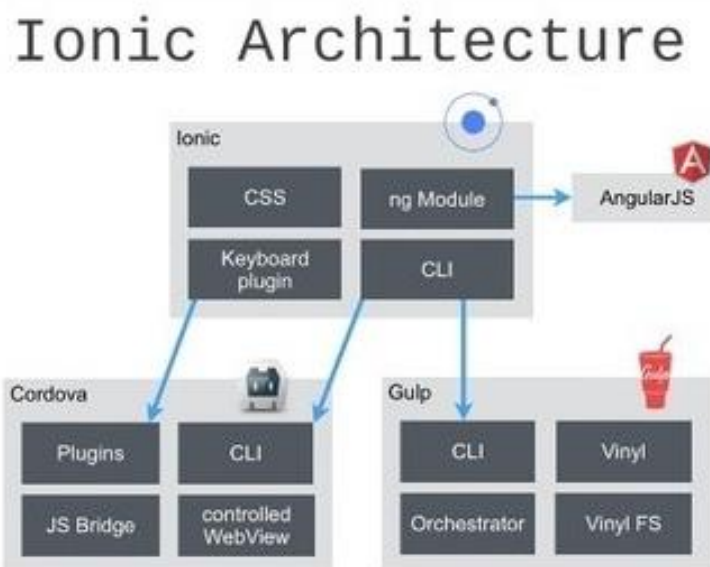 Ionic Architecture
Ionic
CSS
ng Module
AngularJS
Keyboard
plugin
CLI
Cordova
Plugins
CLI
JS Bridge
controlled
WebView
Gulp
CLI
Vinyl
Orchestrator
Vinyl FS
A
Gulp